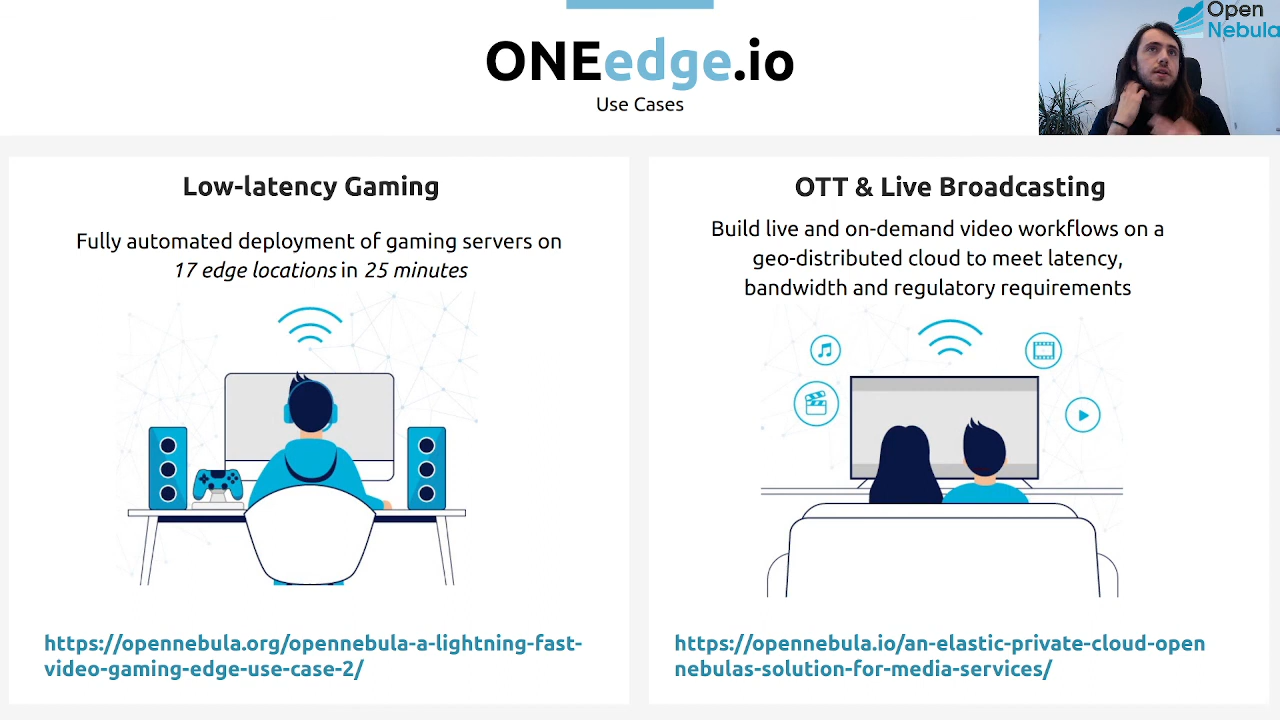 ONEedge.io
Use Cases
Open
Nebula
Low-latency Gaming
Fully automated deployment of gaming servers on
17 edge locations in 25 minutes
https://opennebula.org/opennebula-a-lightning-fast-
video-gaming-edge-use-case-2/
OTT & Live Broadcasting
Build live and on-demand video workflows on a
geo-distributed cloud to meet latency,
bandwidth and regulatory requirements
https://opennebula.io/an-elastic-private-cloud-open
nebulas-solution-for-media-services/